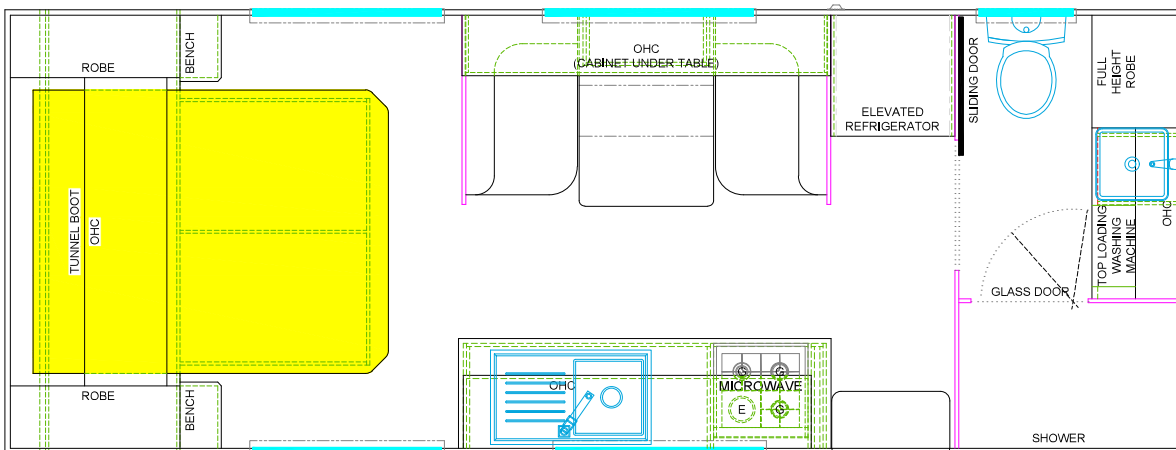 ROBE
BENCH
TUNNEL BOOT
OHC
ROBE
BENCH
OHC
(CABINET UNDER TABLE)
ELEVATED
REFRIGERATOR
SLIDING DOOR
FULL
HEIGHT
ROBE
TOP LOADING
WASHING
MACHINE
OHC
GLASS DOOR
OHC
MICROWAVE
G
G
E
G
SHOWER